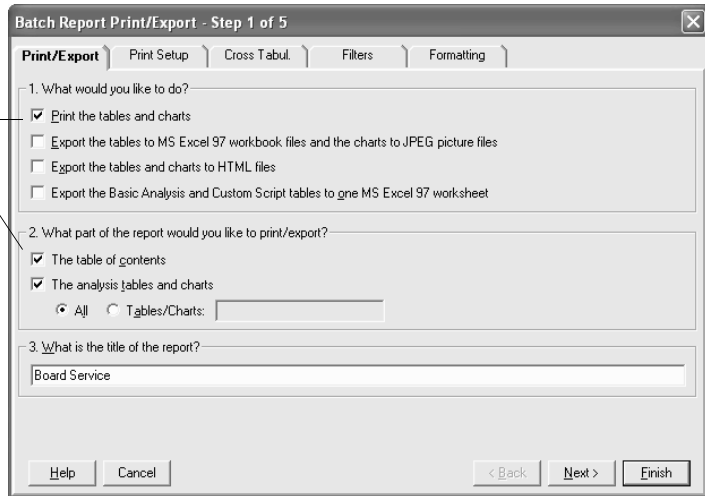 Batch Report Print/Export - Step 1 of 5
Print/Export Print Setup Cross Tabul. Filters Formatting
1. What would you like to do?
Print the tables and charts
Export the tables to MS Excel 97 workbook files and the charts to JPEG picture files
Export the tables and charts to HTML files
Export the Basic Analysis and Custom Script tables to one MS Excel 97 worksheet
2. What part of the report would you like to print/export?
The table of contents
The analysis tables and charts
All Tables/Charts:
3. What is the title of the report?
Board Service
Help Cancel < Back Next > Finish